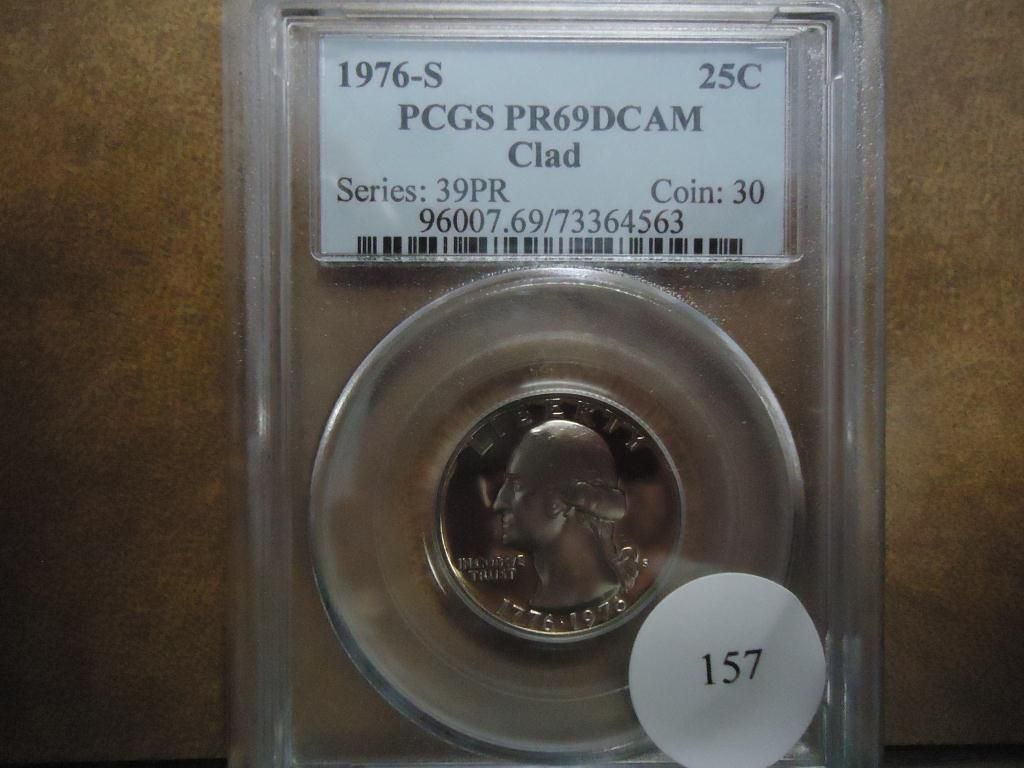 1976-S 25C
PCGS PR69DCAM
Clad
Series: 39PR Coin: 30
96007.69/73364563
LIBERTY
IN GOD WE
TRUST
S
1776·1976
157